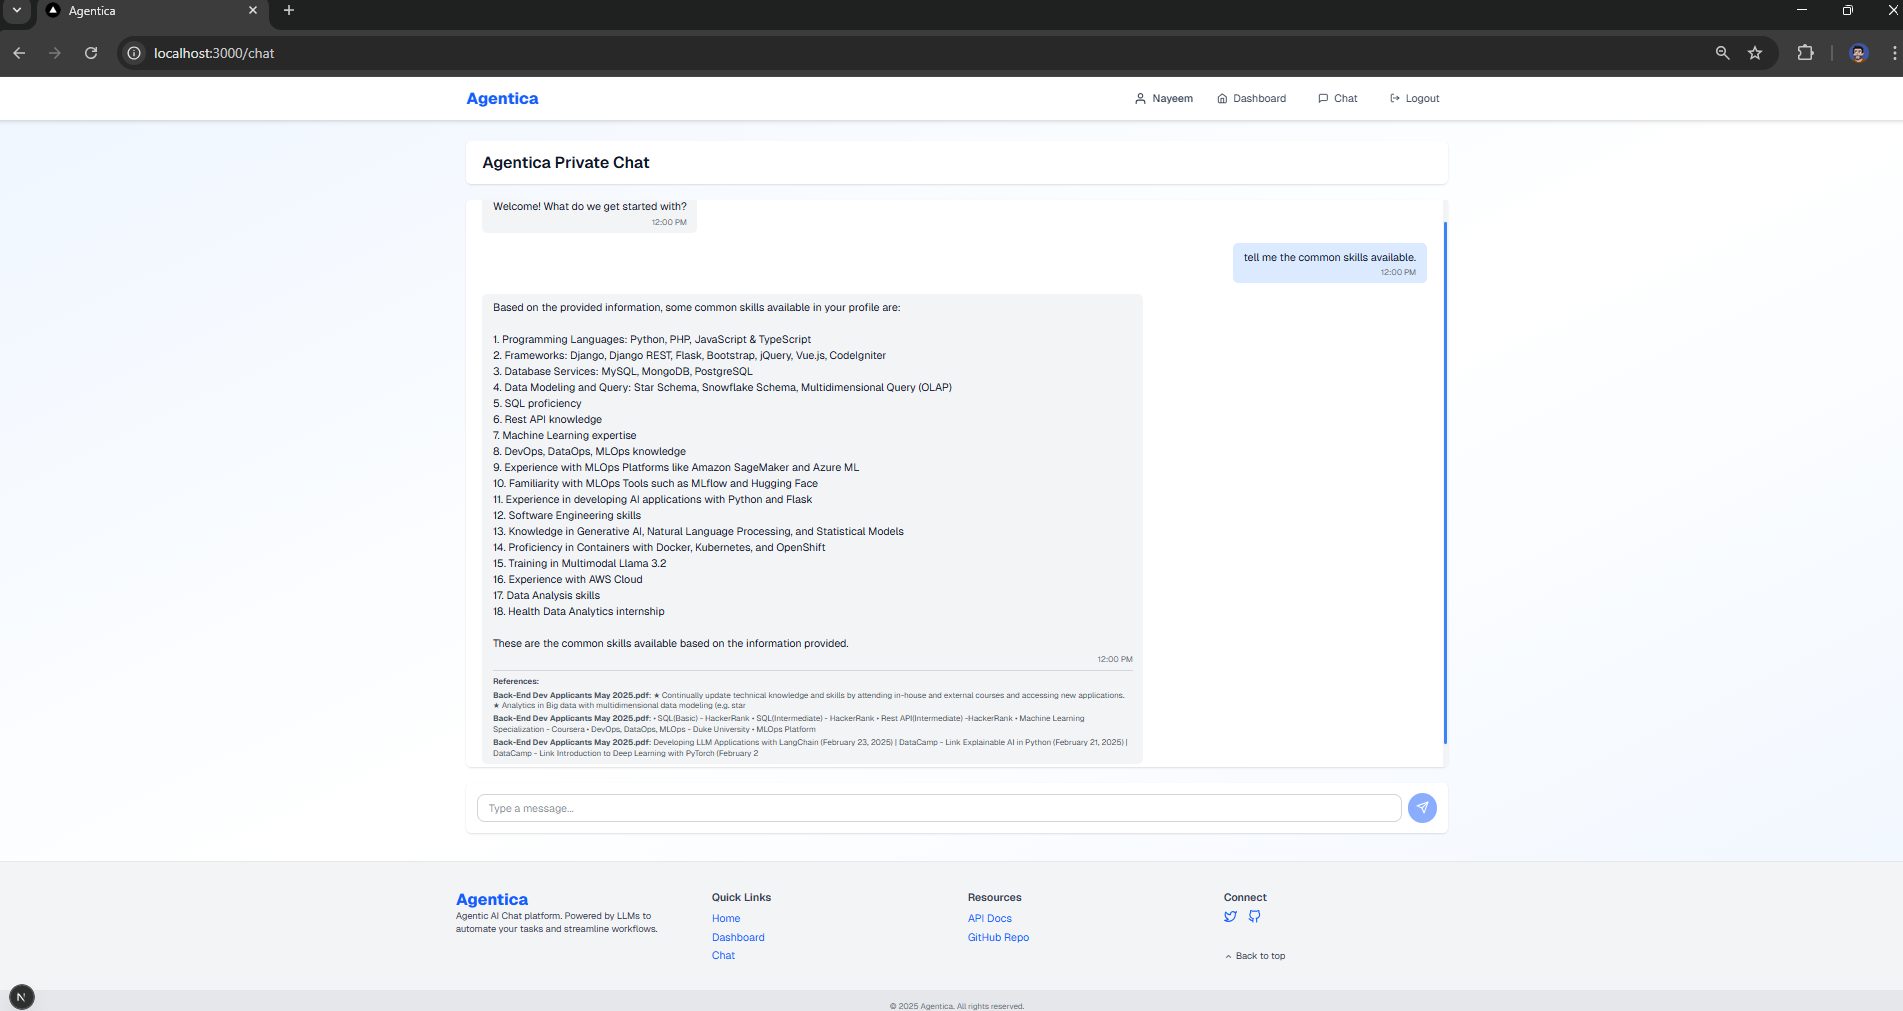 Agentica
localhost:3000/chat
Agentica
Nayeem
Dashboard
Chat
Logout
Agentica Private Chat
Welcome! What do we get started with?
12:00 PM
tell me the common skills available.
12:00 PM
Based on the provided information, some common skills available in your profile are:
1. Programming Languages: Python, PHP, JavaScript & TypeScript
2. Frameworks: Django, Django REST, Flask, Bootstrap, jQuery, Vue.js, CodeIgniter
3. Database Services: MySQL, MongoDB, PostgreSQL
4. Data Modeling and Query: Star Schema, Snowflake Schema, Multidimensional Query (OLAP)
5. SQL proficiency
6. Rest API knowledge
7. Machine Learning expertise
8. DevOps, DataOps, MLOps knowledge
9. Experience with MLOps Platforms like Amazon SageMaker and Azure ML
10. Familiarity with MLOps Tools such as MLflow and Hugging Face
11. Experience in developing AI applications with Python and Flask
12. Software Engineering skills
13. Knowledge in Generative AI, Natural Language Processing, and Statistical Models
14. Proficiency in Containers with Docker, Kubernetes, and OpenShift
15. Training in Multimodal Llama 3.2
16. Experience with AWS Cloud
17. Data Analysis skills
18. Health Data Analytics internship
These are the common skills available based on the information provided.
12:00 PM
References:
Back-End Dev Applicants May 2025.pdf: ★ Continually update technical knowledge and skills by attending in-house and external courses and accessing new applications.
★ Analytics in Big data with multidimensional data modeling (e.g. star
Back-End Dev Applicants May 2025.pdf: • SQL(Basic) - HackerRank • SQL(Intermediate) - HackerRank • Rest API(Intermediate) -HackerRank • Machine Learning
Specialization - Coursera • DevOps, DataOps, MLOps - Duke University • MLOps Platform
Back-End Dev Applicants May 2025.pdf: Developing LLM Applications with LangChain (February 23, 2025) | DataCamp - Link Explainable AI in Python (February 21, 2025) |
DataCamp - Link Introduction to Deep Learning with PyTorch (February 2
Type a message...
Agentica
Agentic AI Chat platform. Powered by LLMs to
automate your tasks and streamline workflows.
Quick Links
Home
Dashboard
Chat
Resources
API Docs
GitHub Repo
Connect
Back to top
N
© 2025 Agentica. All rights reserved.